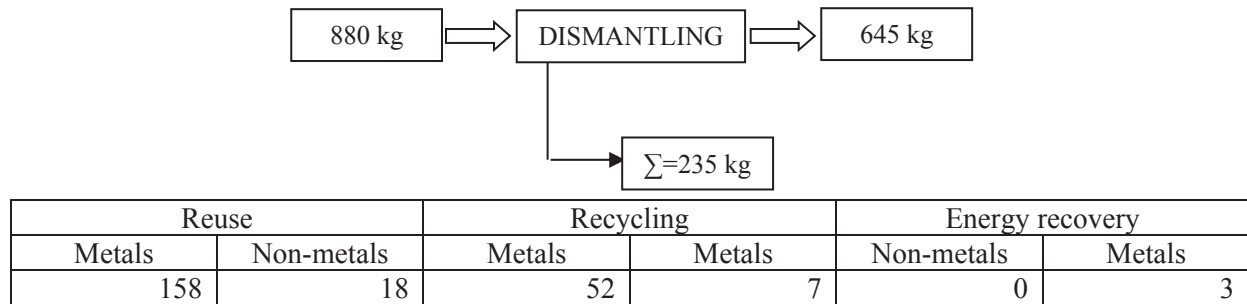 880 kg DISMANTLING 645 kg
∑=235 kg
Reuse Recycling Energy recovery
Metals Non-metals Metals Metals Non-metals Metals
158 18 52 7 0 3